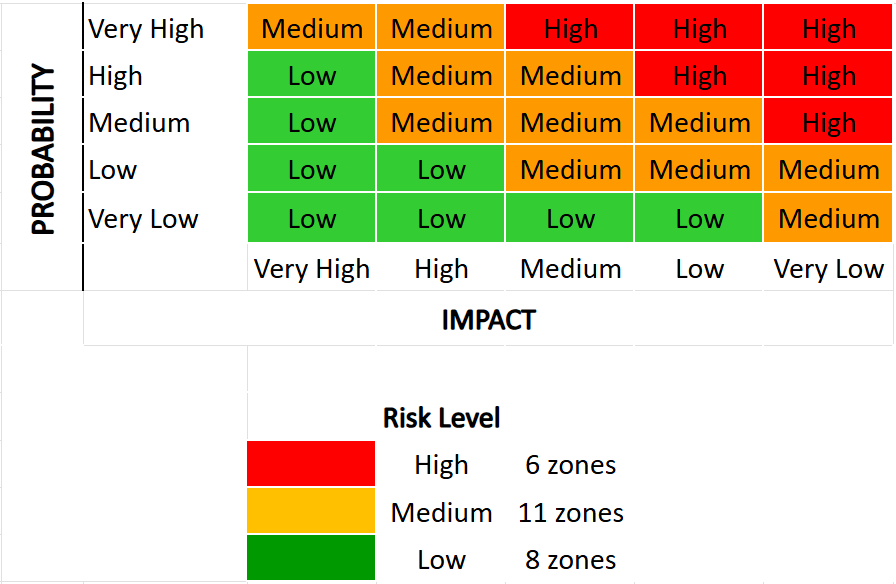 PROBABILITY
Very High Medium Medium High High High
High Low Medium Medium High High
Medium Low Medium Medium Medium High
Low Low Low Medium Medium Medium
Very Low Low Low Low Low Medium
Very High High Medium Low Very Low
IMPACT
Risk Level
High 6 zones
Medium 11 zones
Low 8 zones